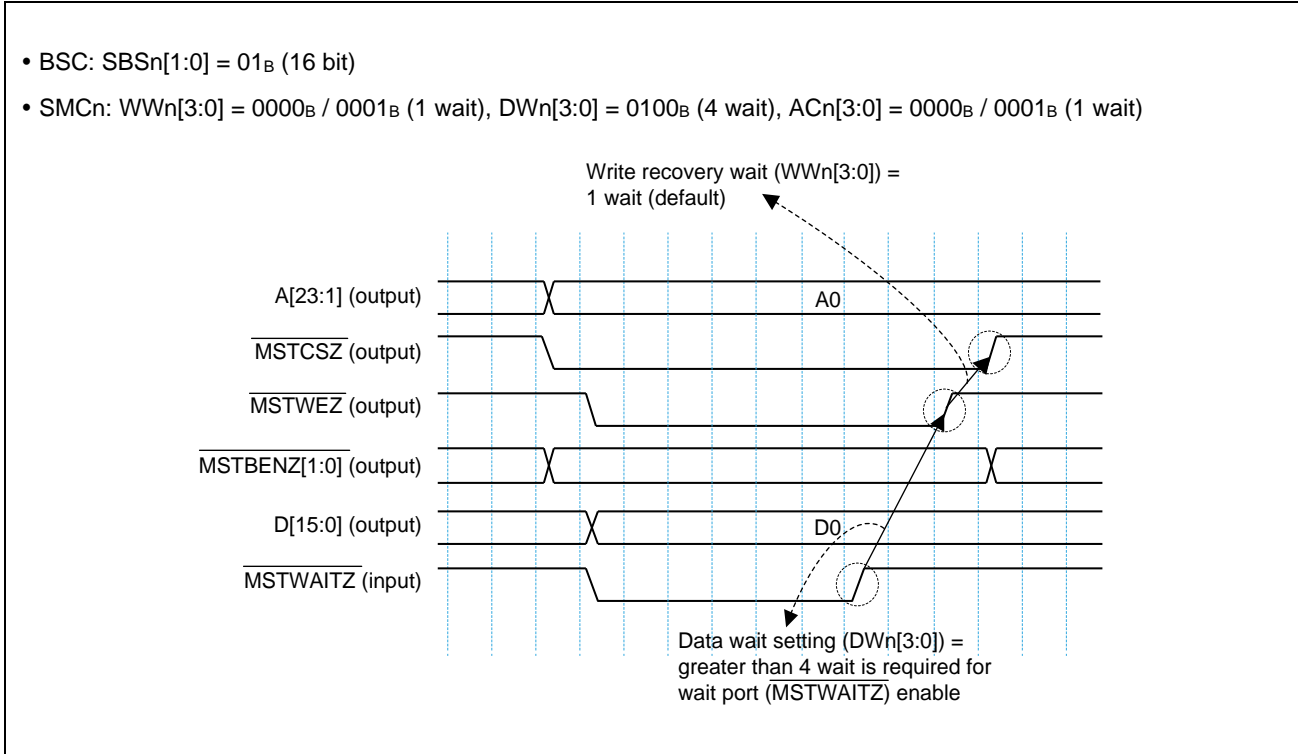 • BSC: SBSn[1:0] = 01B (16 bit)
• SMCn: WWn[3:0] = 0000B / 0001B (1 wait), DWn[3:0] = 0100B (4 wait), ACn[3:0] = 0000B / 0001B (1 wait)
Write recovery wait (WWn[3:0]) =
1 wait (default)
A[23:1] (output)
A0
MSTCSZ (output)
MSTWEZ (output)
MSTBENZ[1:0] (output)
D[15:0] (output)
D0
MSTWAITZ (input)
Data wait setting (DWn[3:0]) =
greater than 4 wait is required for
wait port (MSTWAITZ) enable